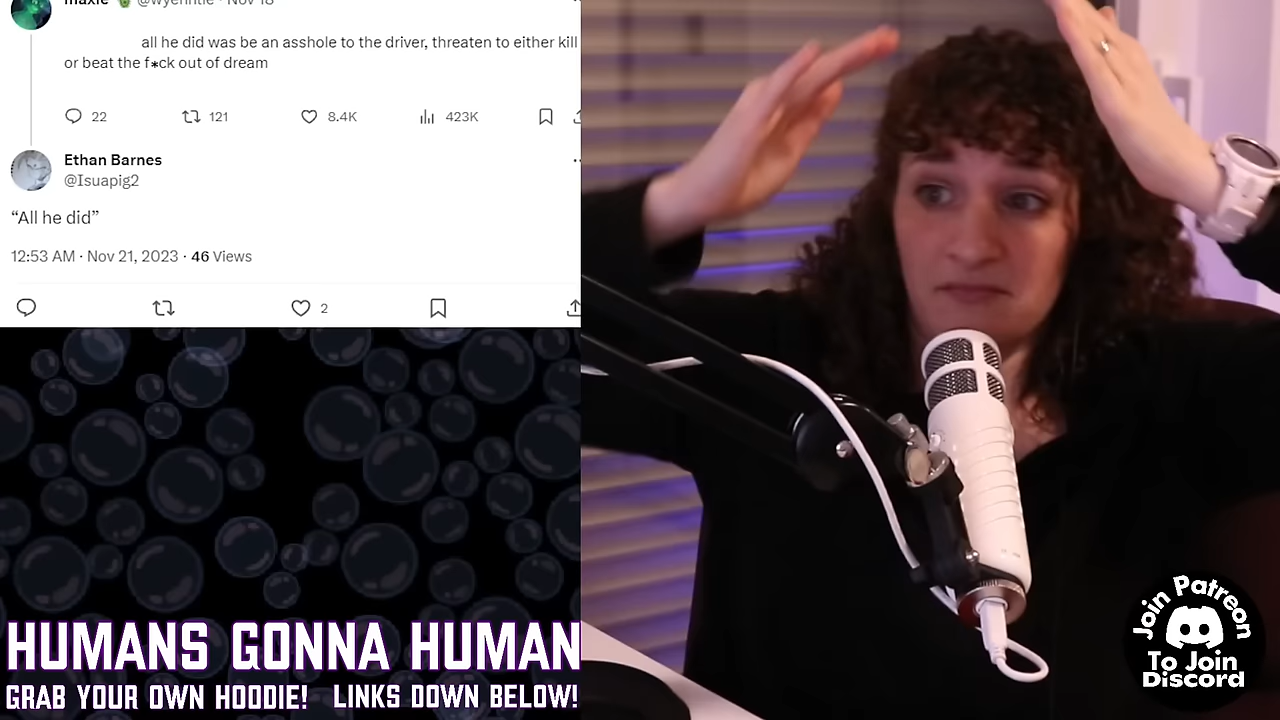 maxie @wyenntie · Nov 18
all he did was be an asshole to the driver, threaten to either kill
or beat the f*ck out of dream
22 121 8.4K 423K
Ethan Barnes
@Isuapig2
“All he did”
12:53 AM · Nov 21, 2023 · 46 Views
2
HUMANS GONNA HUMAN
GRAB YOUR OWN HOODIE! LINKS DOWN BELOW!
Join Patreon
To Join
Discord